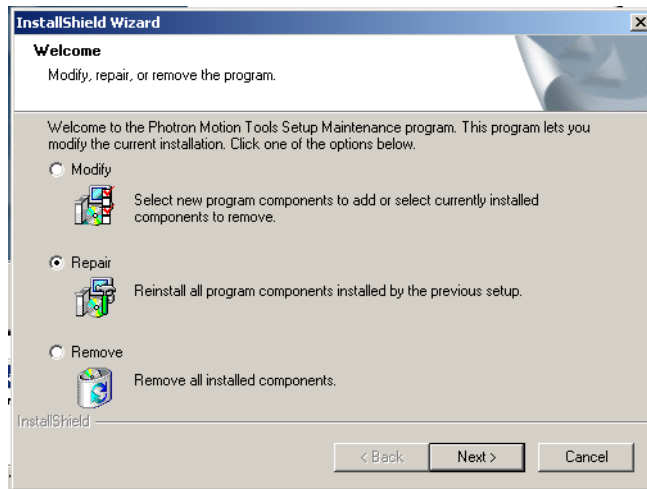 InstallShield Wizard
Welcome
Modify, repair, or remove the program.
Welcome to the Photron Motion Tools Setup Maintenance program. This program lets you
modify the current installation. Click one of the options below.
Modify
Select new program components to add or select currently installed
components to remove.
Repair
Reinstall all program components installed by the previous setup.
Remove
Remove all installed components.
InstallShield
< Back
Next >
Cancel